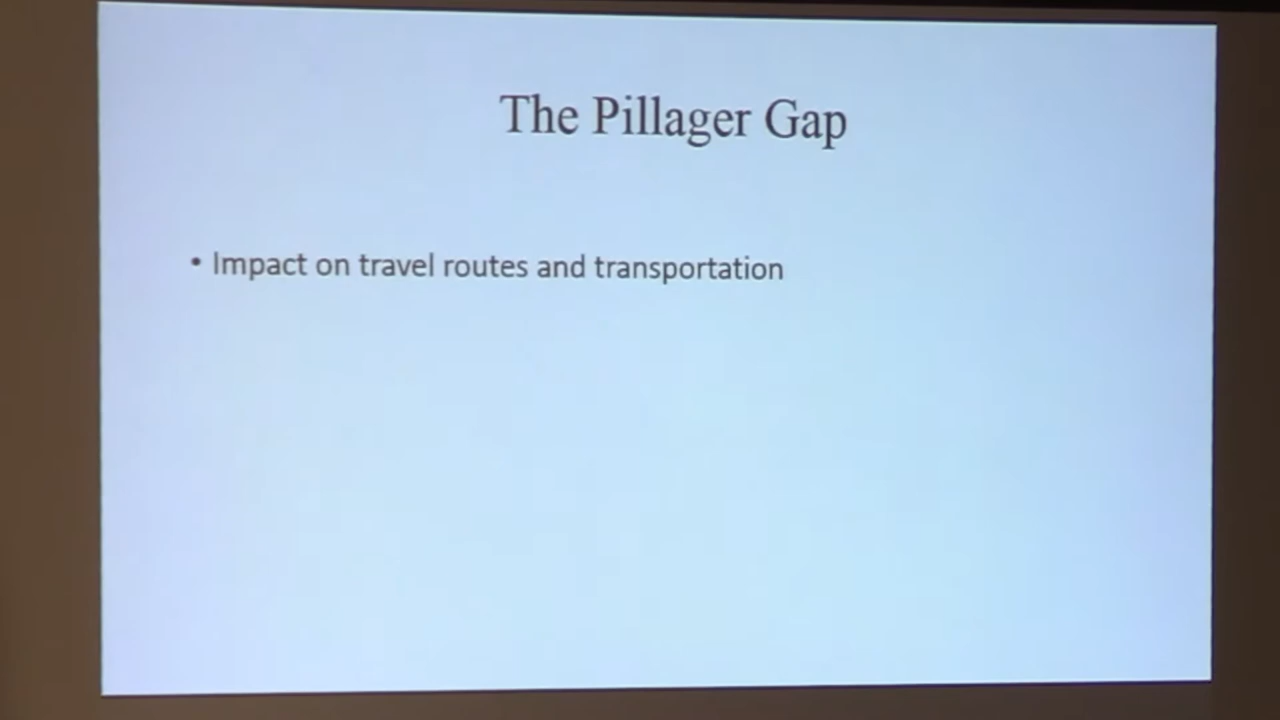 The Pillager Gap
• Impact on travel routes and transportation